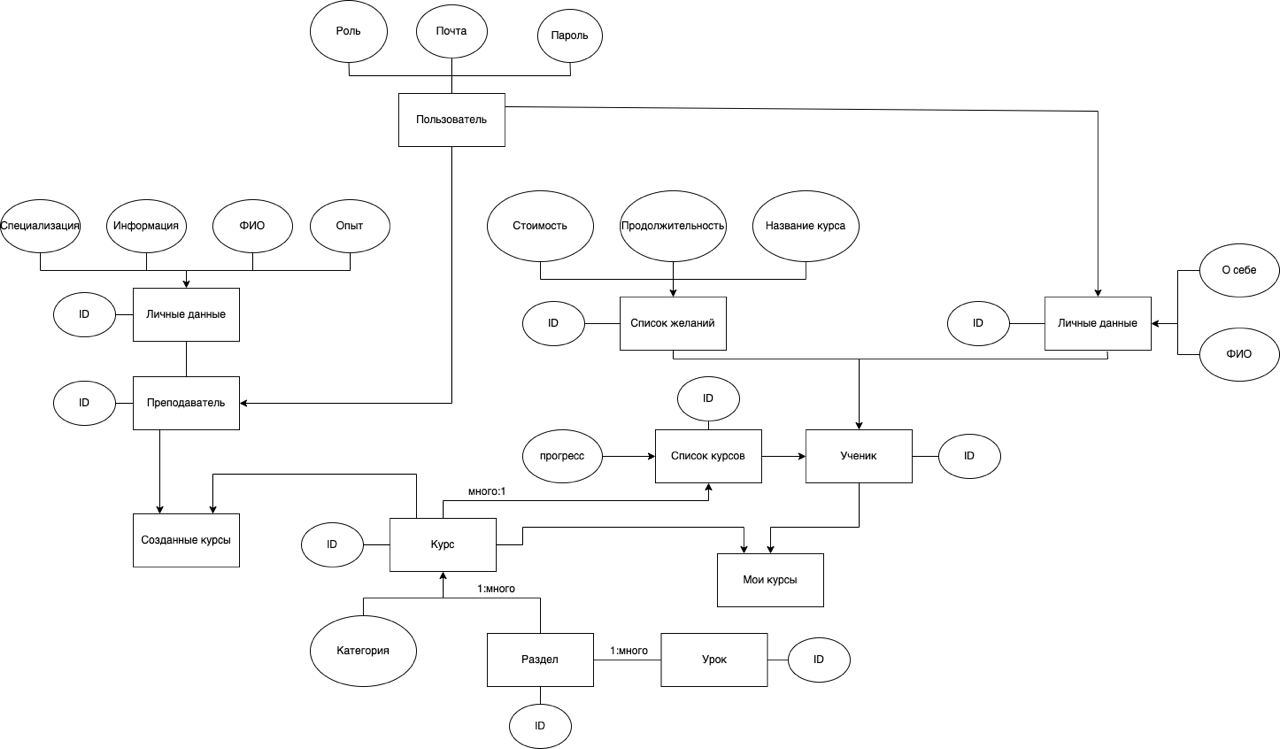 Роль
Почта
Пароль
Пользователь
Специализация
Информация
ФИО
Опыт
Стоимость
Продолжительность
Название курса
О себе
ID
Личные данные
ID
Список желаний
ID
Личные данные
ФИО
ID
Преподаватель
ID
прогресс
Список курсов
Ученик
ID
много:1
Созданные курсы
ID
Курс
Мои курсы
1:много
Категория
Раздел
1:много
Урок
ID
ID